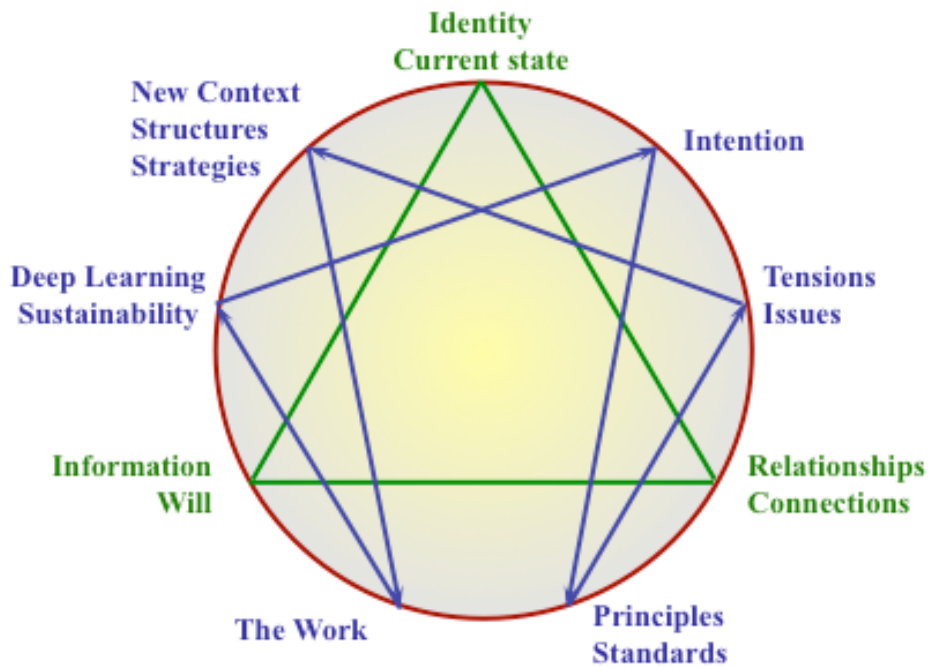 Identity
Current state
New Context
Structures
Strategies
Intention
Deep Learning
Sustainability
Tensions
Issues
Information
Will
Relationships
Connections
The Work
Principles
Standards